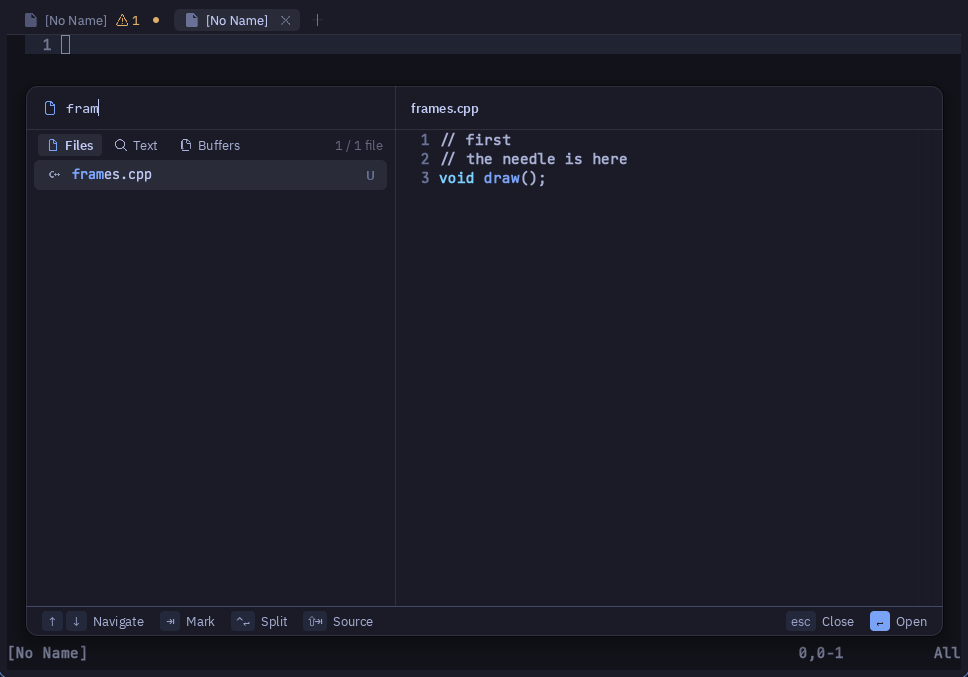 [No Name] 1 [No Name]
1
fram
frames.cpp
Files Text Buffers 1 / 1 file
frames.cpp U
1 // first
2 // the needle is here
3 void draw();
↑ ↓ Navigate ⇥ Mark ^↵ Split ⇧⇥ Source esc Close ↵ Open
[No Name] 0,0-1 All